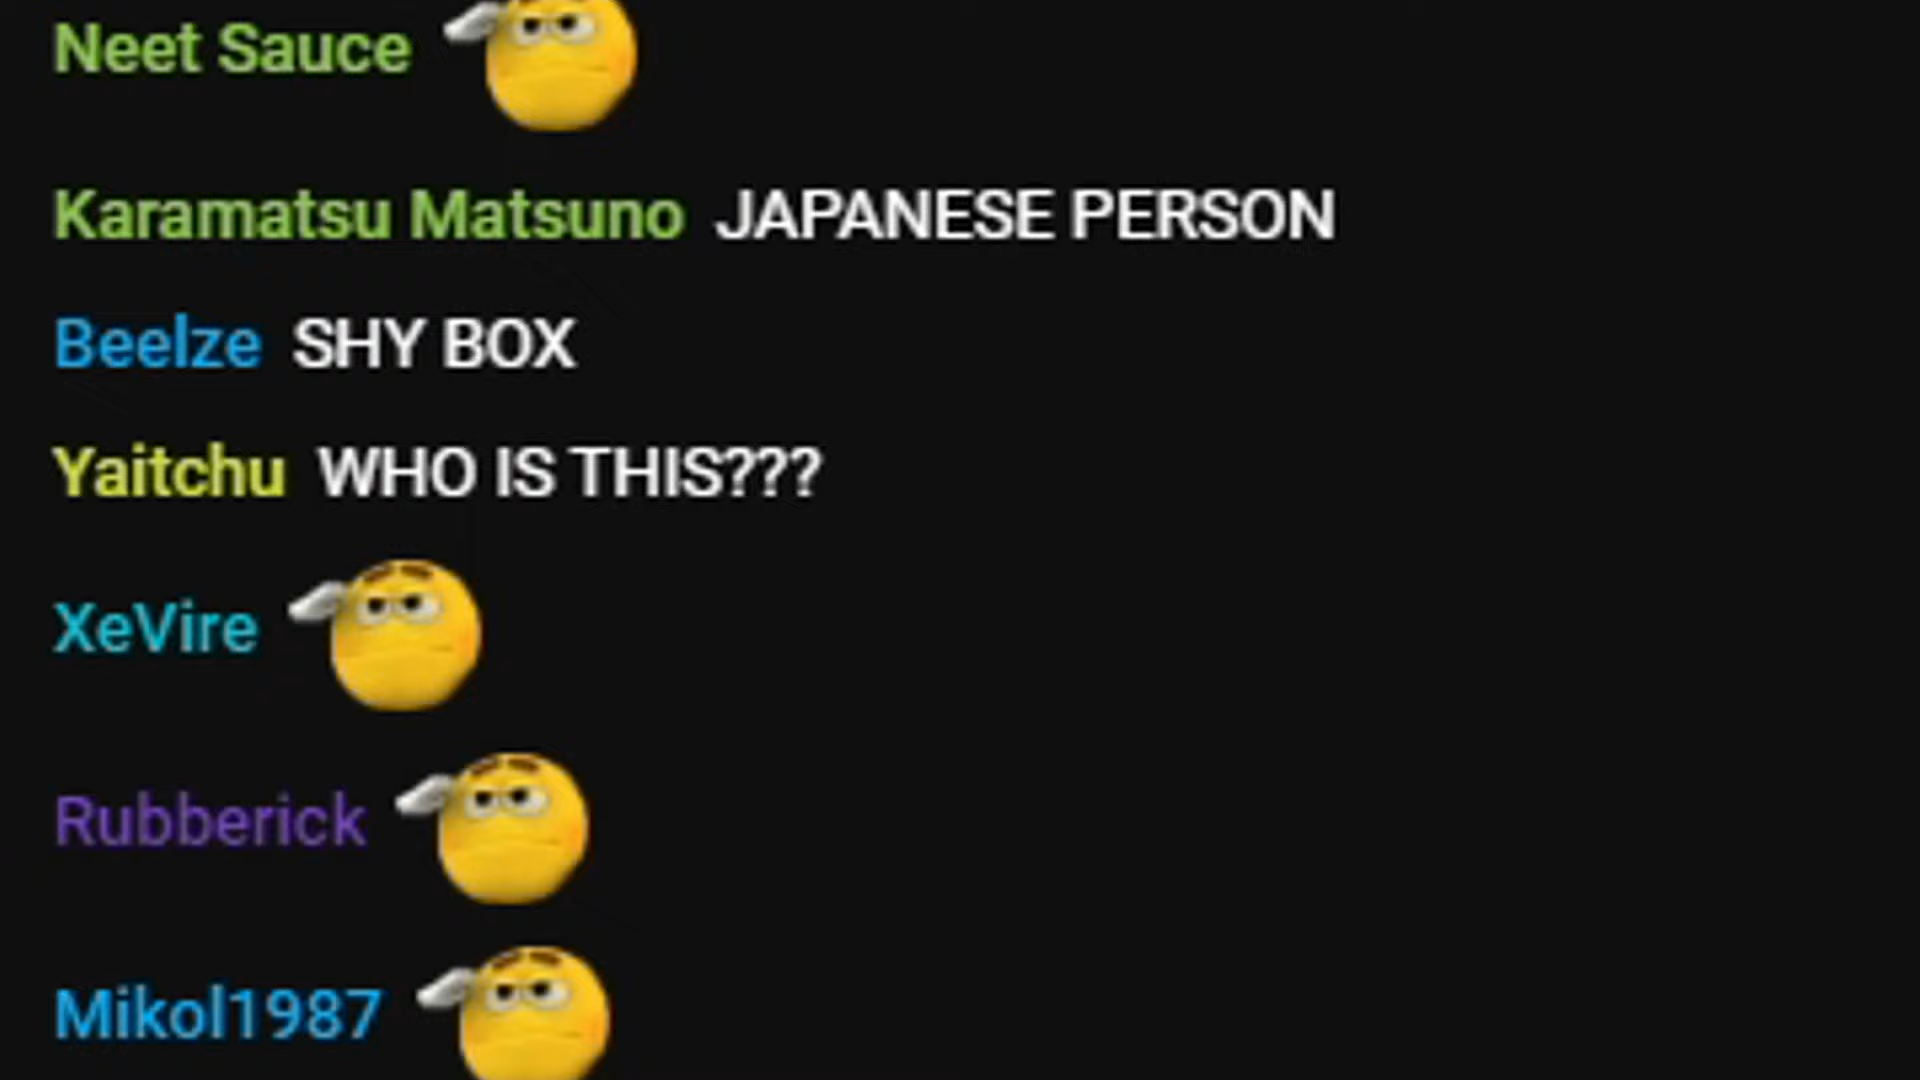 Neet Sauce
Karamatsu Matsuno JAPANESE PERSON
Beelze SHY BOX
Yaitchu WHO IS THIS???
XeVire
Rubberick
Mikol1987